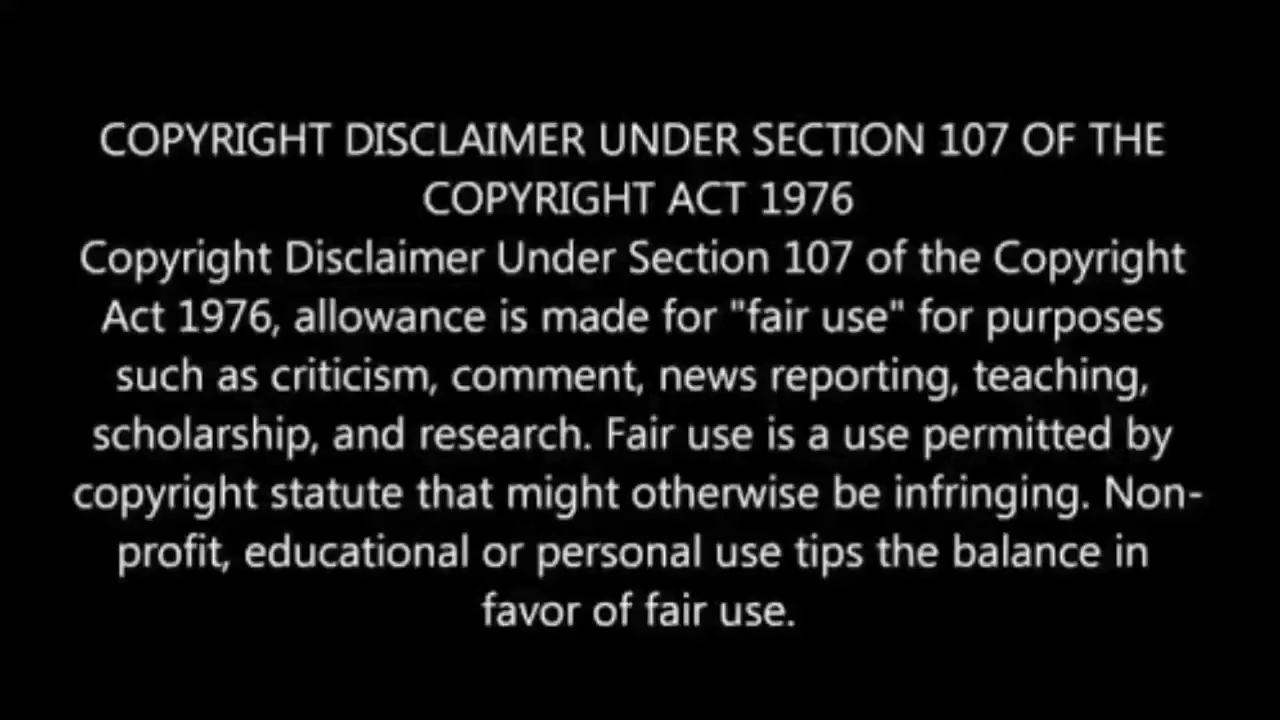 COPYRIGHT DISCLAIMER UNDER SECTION 107 OF THE
COPYRIGHT ACT 1976
Copyright Disclaimer Under Section 107 of the Copyright
Act 1976, allowance is made for "fair use" for purposes
such as criticism, comment, news reporting, teaching,
scholarship, and research. Fair use is a use permitted by
copyright statute that might otherwise be infringing. Non-
profit, educational or personal use tips the balance in
favor of fair use.